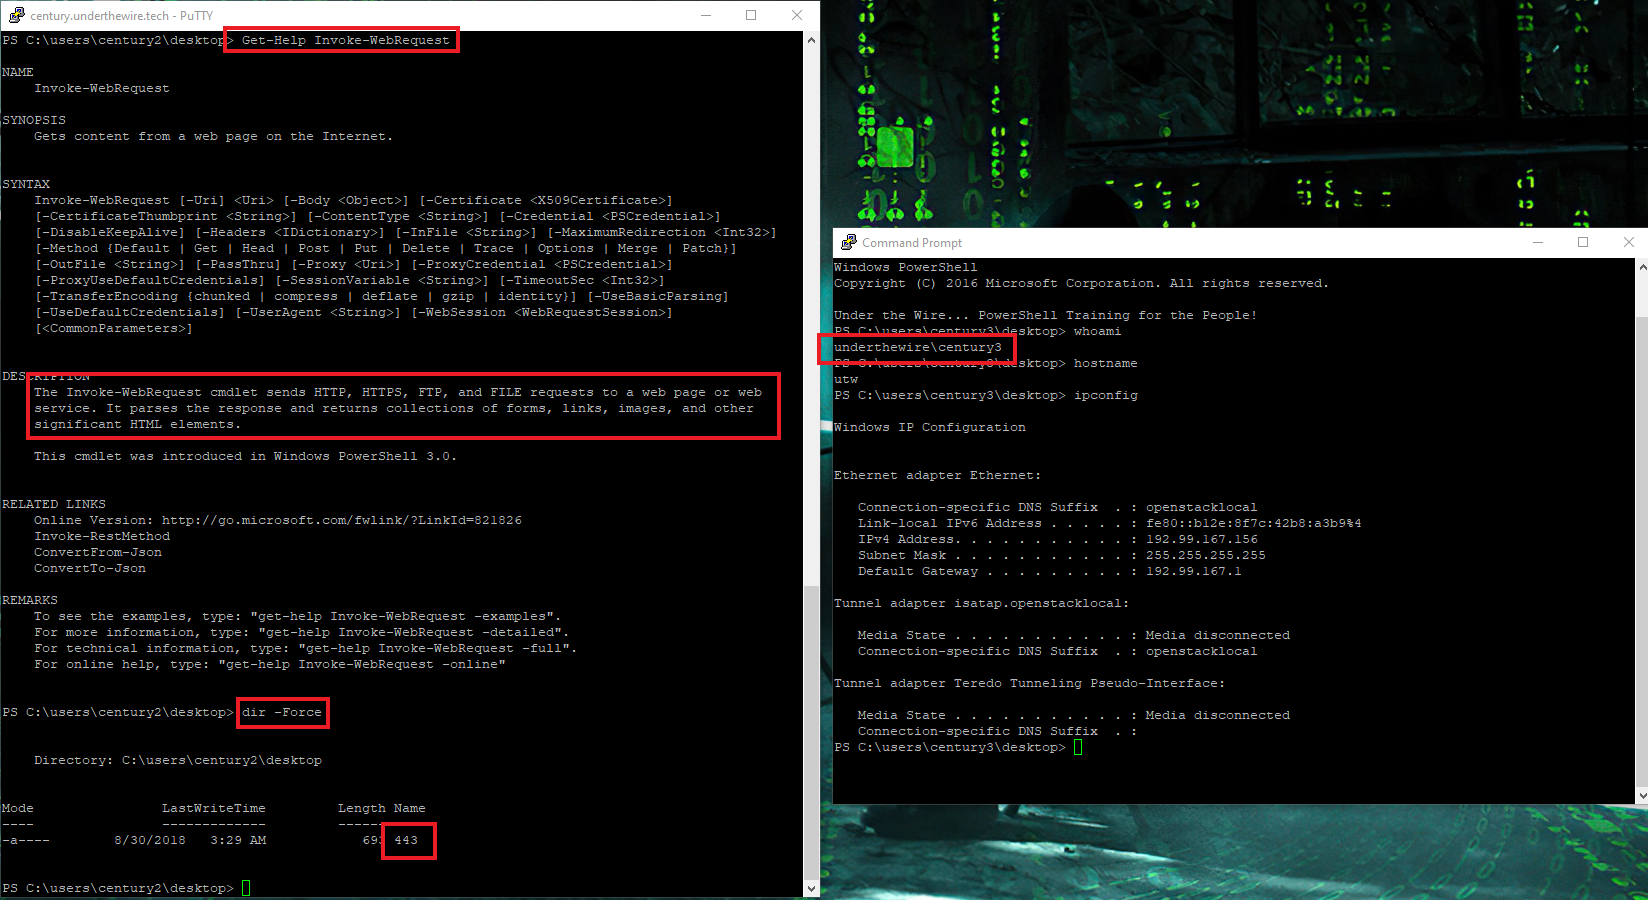 century.underthewire.tech - PuTTY
PS C:\users\century2\desktop> Get-Help Invoke-WebRequest
NAME
Invoke-WebRequest
SYNOPSIS
Gets content from a web page on the Internet.
SYNTAX
Invoke-WebRequest [-Uri] <Uri> [-Body <Object>] [-Certificate <X509Certificate>]
[-CertificateThumbprint <String>] [-ContentType <String>] [-Credential <PSCredential>]
[-DisableKeepAlive] [-Headers <IDictionary>] [-InFile <String>] [-MaximumRedirection <Int32>]
[-Method {Default | Get | Head | Post | Put | Delete | Trace | Options | Merge | Patch}]
[-OutFile <String>] [-PassThru] [-Proxy <Uri>] [-ProxyCredential <PSCredential>]
[-ProxyUseDefaultCredentials] [-SessionVariable <String>] [-TimeoutSec <Int32>]
[-TransferEncoding {chunked | compress | deflate | gzip | identity}] [-UseBasicParsing]
[-UseDefaultCredentials] [-UserAgent <String>] [-WebSession <WebRequestSession>]
[<CommonParameters>]
DESCRIPTION
The Invoke-WebRequest cmdlet sends HTTP, HTTPS, FTP, and FILE requests to a web page or web
service. It parses the response and returns collections of forms, links, images, and other
significant HTML elements.
This cmdlet was introduced in Windows PowerShell 3.0.
RELATED LINKS
Online Version: http://go.microsoft.com/fwlink/?LinkId=821826
Invoke-RestMethod
ConvertFrom-Json
ConvertTo-Json
REMARKS
To see the examples, type: "get-help Invoke-WebRequest -examples".
For more information, type: "get-help Invoke-WebRequest -detailed".
For technical information, type: "get-help Invoke-WebRequest -full".
For online help, type: "get-help Invoke-WebRequest -online"
PS C:\users\century2\desktop> dir -Force
Directory: C:\users\century2\desktop
Mode LastWriteTime Length Name
---- ------------- ------ ----
-a---- 8/30/2018 3:29 AM 693 443
PS C:\users\century2\desktop>
Command Prompt
Windows PowerShell
Copyright (C) 2016 Microsoft Corporation. All rights reserved.
Under the Wire... PowerShell Training for the People!
PS C:\users\century3\desktop> whoami
underthewire\century3
PS C:\users\century3\desktop> hostname
utw
PS C:\users\century3\desktop> ipconfig
Windows IP Configuration
Ethernet adapter Ethernet:
Connection-specific DNS Suffix . : openstacklocal
Link-local IPv6 Address . . . . . : fe80::b12e:8f7c:42b8:a3b9%4
IPv4 Address. . . . . . . . . . . : 192.99.167.156
Subnet Mask . . . . . . . . . . . : 255.255.255.255
Default Gateway . . . . . . . . . : 192.99.167.1
Tunnel adapter isatap.openstacklocal:
Media State . . . . . . . . . . . : Media disconnected
Connection-specific DNS Suffix . : openstacklocal
Tunnel adapter Teredo Tunneling Pseudo-Interface:
Media State . . . . . . . . . . . : Media disconnected
Connection-specific DNS Suffix . :
PS C:\users\century3\desktop>